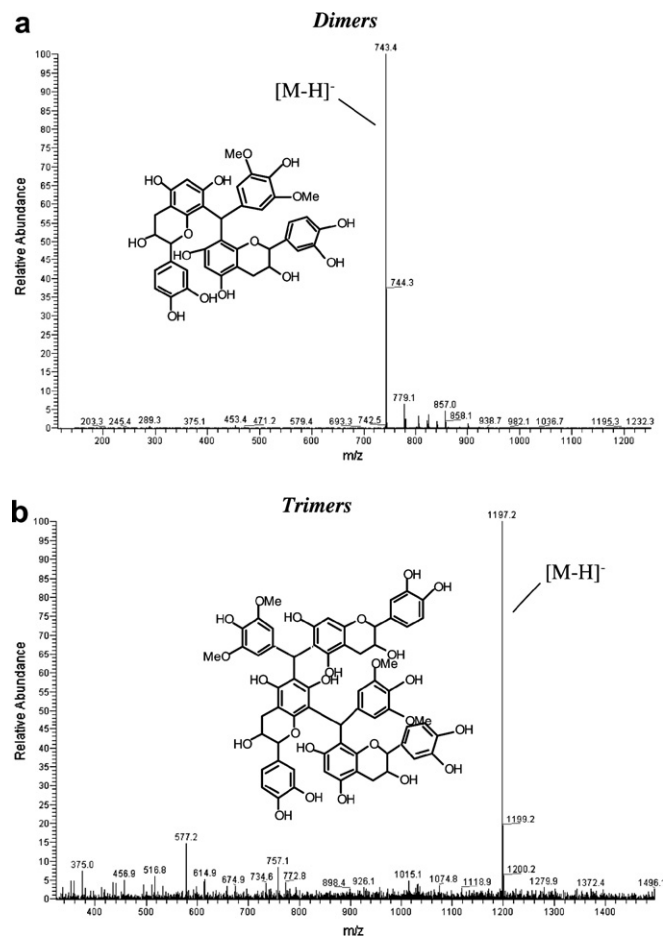 a
Dimers
743.4
[M-H]-
OH
MeO
HO
OH
OMe
OH
OH
O
O
HO
HO
OH
OH
OH
OH
744.3
779.1
857.0
858.1
203.3 245.4 289.3 375.1 453.4 471.2 579.4 693.3 742.5 938.7 982.1 1036.7 1195.3 1232.3
Relative Abundance
100
95
90
85
80
75
70
65
60
55
50
45
40
35
30
25
20
15
10
5
0
200 300 400 500 600 700 800 900 1000 1100 1200
m/z
b
Trimers
1197.2
[M-H]-
OH
OH
OMe
HO
HO
O
MeO
OH
OH
OMe
HO
OH
OH
OMe
O
HO
HO
O
OH
OH
OH
OH
OH
OH
1199.2
1200.2
577.2
375.0 456.9 516.8 614.9 674.9 734.6 757.1 772.8 898.4 926.1 1015.1 1074.8 1118.9 1279.9 1372.4 1496.1
Relative Abundance
100
95
90
85
80
75
70
65
60
55
50
45
40
35
30
25
20
15
10
5
0
400 500 600 700 800 900 1000 1100 1200 1300 1400
m/z